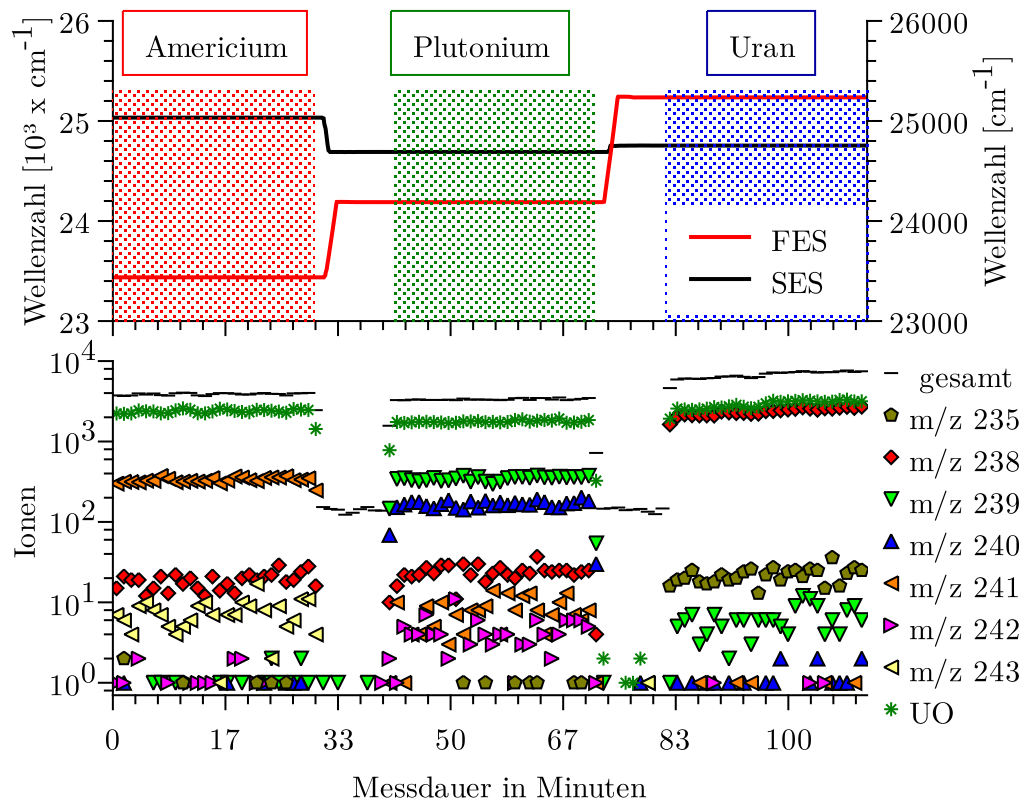 26
Americium
Plutonium
Uran
26000
25
25000
24
24000
23
23000
Wellenzahl [10³ x cm⁻¹]
Wellenzahl [cm⁻¹]
FES
SES
10⁴
10³
10²
10¹
10⁰
Ionen
gesamt
m/z 235
m/z 238
m/z 239
m/z 240
m/z 241
m/z 242
m/z 243
UO
0 17 33 50 67 83 100
Messdauer in Minuten